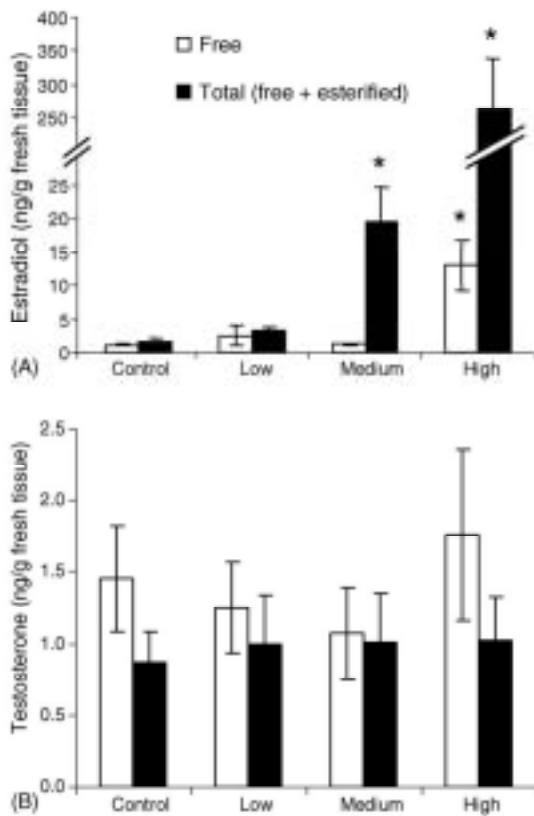 400
350
300
250
25
20
15
10
5
0
Estradiol (ng/g fresh tissue)
Free
Total (free + esterified)
*
*
*
(A)
Control Low Medium High
2.5
2.0
1.5
1.0
0.5
0.0
Testosterone (ng/g fresh tissue)
(B)
Control Low Medium High